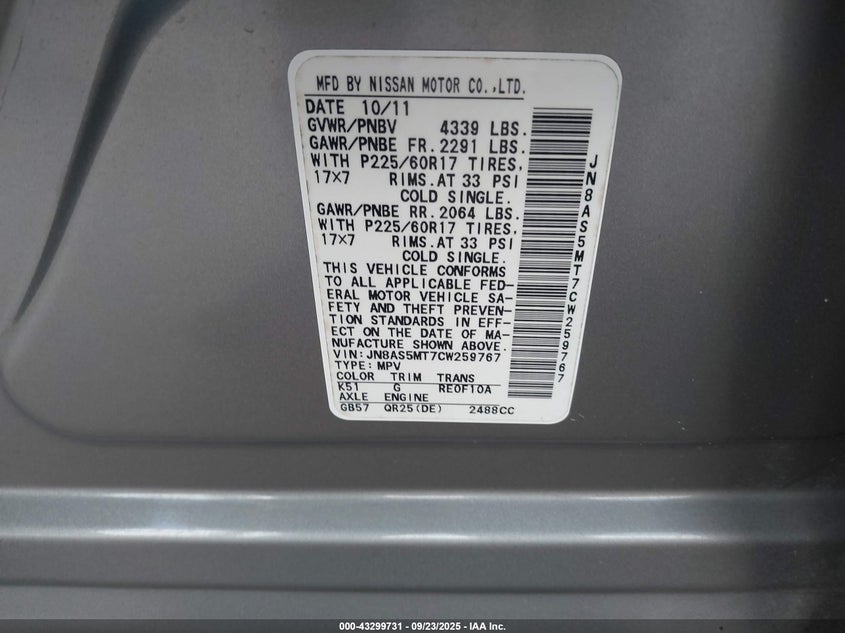 MFD BY NISSAN MOTOR CO.,LTD.
DATE 10/11
GVWR/PNBV 4339 LBS.
GAWR/PNBE FR. 2291 LBS.
WITH P225/60R17 TIRES,
17×7 RIMS. AT 33 PSI
COLD SINGLE.
GAWR/PNBE RR. 2064 LBS.
WITH P225/60R17 TIRES,
17×7 RIMS. AT 33 PSI
COLD SINGLE.
THIS VEHICLE CONFORMS
TO ALL APPLICABLE FED-
ERAL MOTOR VEHICLE SA-
FETY AND THEFT PREVEN-
TION STANDARDS IN EFF-
ECT ON THE DATE OF MA-
NUFACTURE SHOWN ABOVE.
VIN:JN8AS5MT7CW259767
TYPE:MPV
COLOR TRIM TRANS
K51 G RE0F10A
AXLE ENGINE
GB57 QR25(DE) 2488CC
JN8AS5MT7CW259767
000-43299731 - 09/23/2025 - IAA Inc.